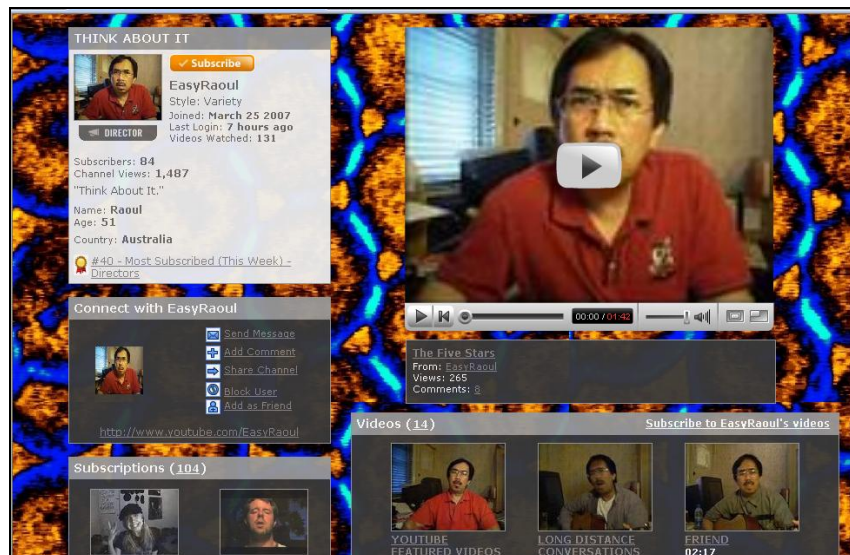 THINK ABOUT IT
Subscribe
EasyRaoul
Style: Variety
Joined: March 25 2007
Last Login: 7 hours ago
Videos Watched: 131
DIRECTOR
Subscribers: 84
Channel Views: 1,487
"Think About It."
Name: Raoul
Age: 51
Country: Australia
#40 - Most Subscribed (This Week) -
Directors
Connect with EasyRaoul
Send Message
Add Comment
Share Channel
Block User
Add as Friend
http://www.youtube.com/EasyRaoul
Subscriptions (104)
00:00 / 01:42
The Five Stars
From: EasyRaoul
Views: 265
Comments: 8
Videos (14)
Subscribe to EasyRaoul's videos
YOUTUBE
FEATURED VIDEOS
LONG DISTANCE
CONVERSATIONS
FRIEND
02:17